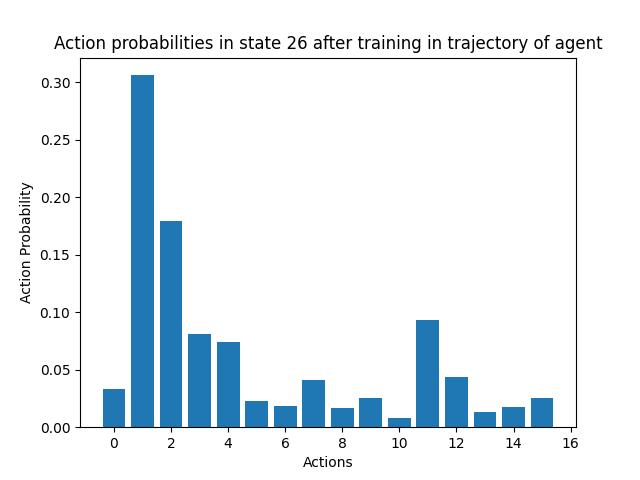 Action probabilities in state 26 after training in trajectory of agent
0.30
0.25
0.20
0.15
0.10
0.05
0.00
Action Probability
0 2 4 6 8 10 12 14 16
Actions